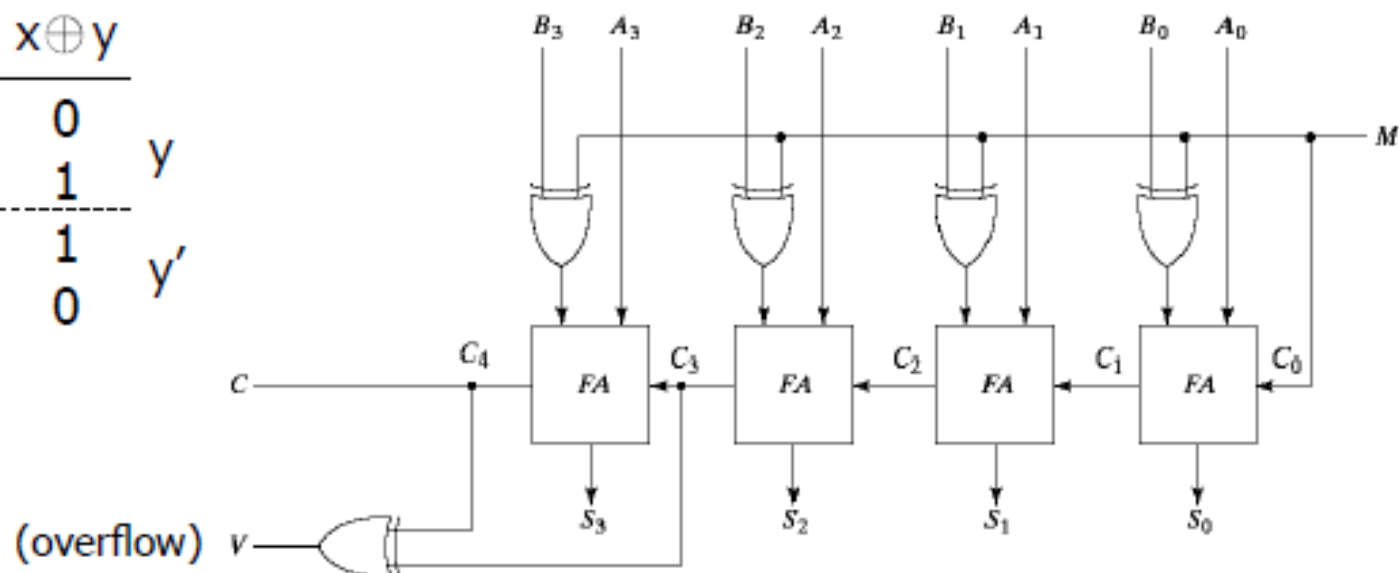 x⊕y
0
1
y
1
0
y′
B₃ A₃ B₂ A₂ B₁ A₁ B₀ A₀
M
C₄ C₃ C₂ C₁ C₀
C FA FA FA FA
S₃ S₂ S₁ S₀
(overflow) V